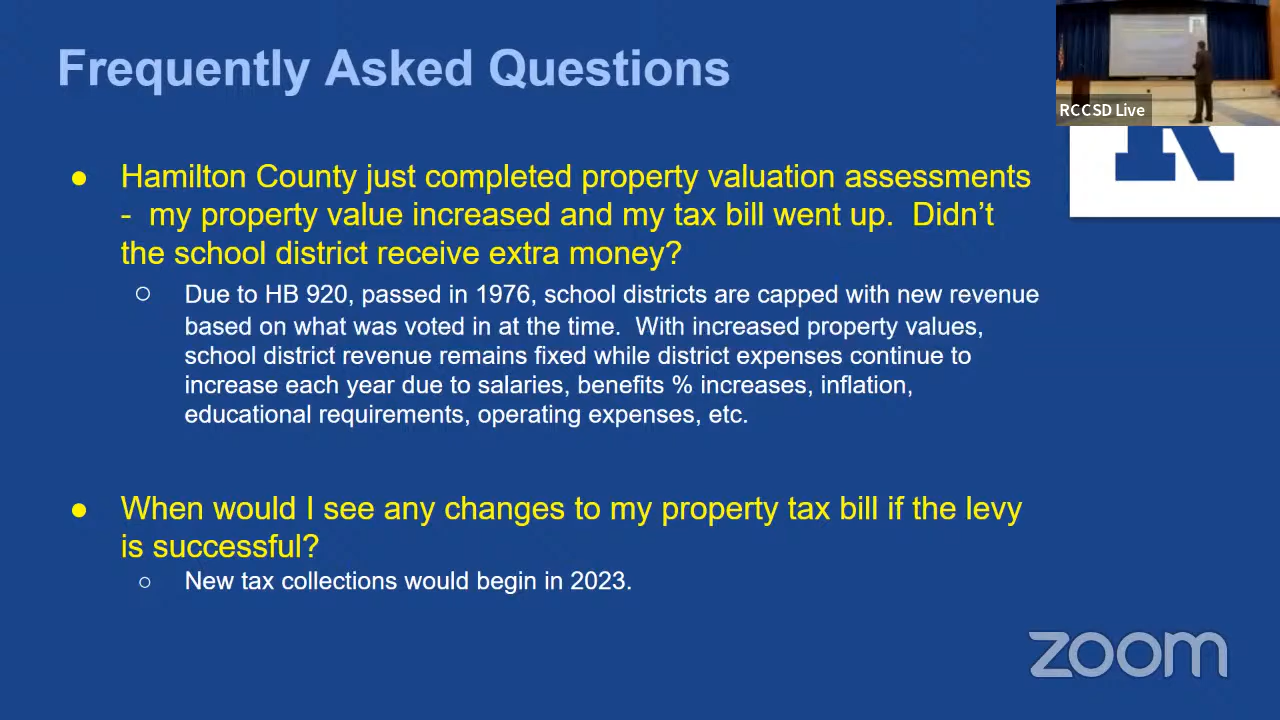 Frequently Asked Questions
RCCSD Live
R
● Hamilton County just completed property valuation assessments
- my property value increased and my tax bill went up. Didn’t
the school district receive extra money?
○ Due to HB 920, passed in 1976, school districts are capped with new revenue
based on what was voted in at the time. With increased property values,
school district revenue remains fixed while district expenses continue to
increase each year due to salaries, benefits % increases, inflation,
educational requirements, operating expenses, etc.
● When would I see any changes to my property tax bill if the levy
is successful?
○ New tax collections would begin in 2023.
zoom